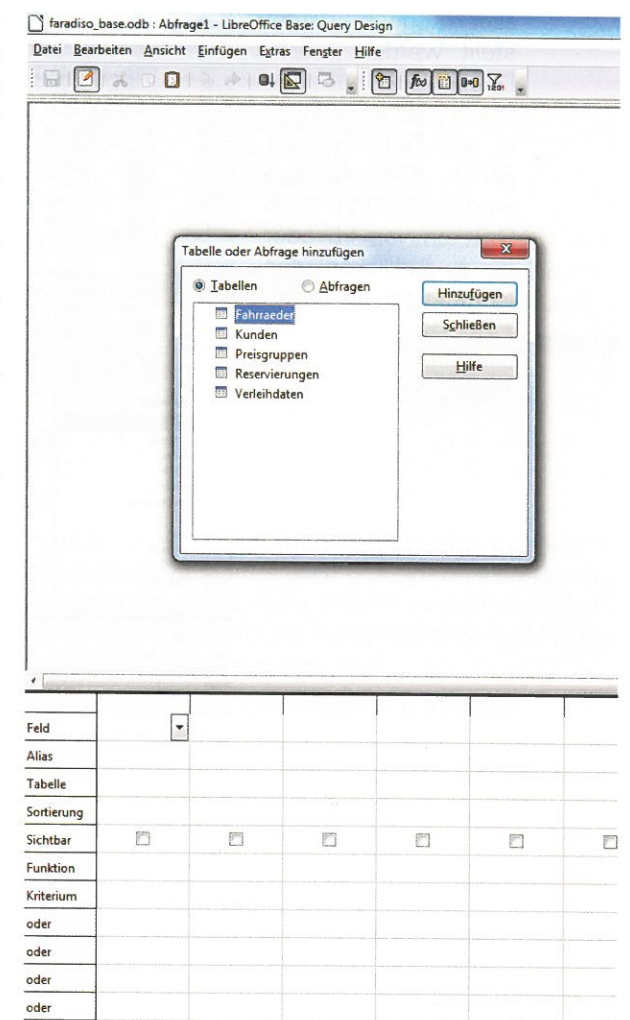 faradiso_base.odb : Abfrage1 - LibreOffice Base: Query Design
Datei Bearbeiten Ansicht Einfügen Extras Fenster Hilfe
Tabelle oder Abfrage hinzufügen
Tabellen Abfragen
Hinzufügen
Fahrraeder
Schließen
Kunden
Preisgruppen
Hilfe
Reservierungen
Verleihdaten
Feld
Alias
Tabelle
Sortierung
Sichtbar
Funktion
Kriterium
oder
oder
oder
oder